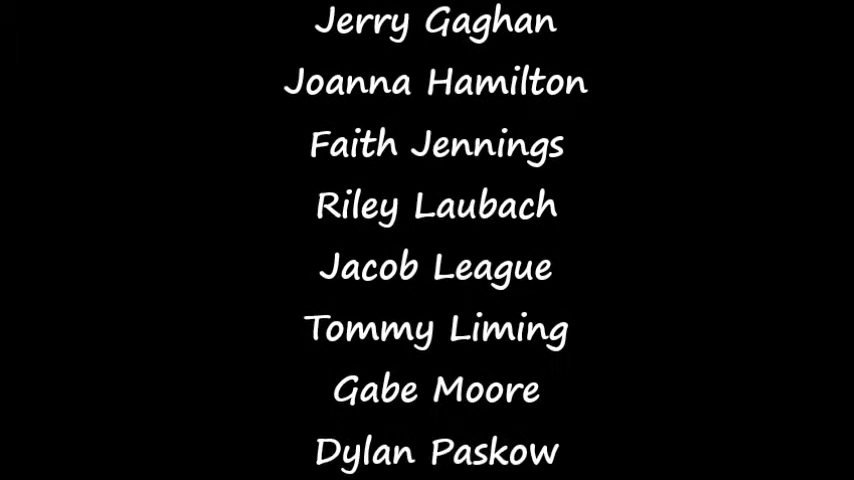 Jerry Gaghan
Joanna Hamilton
Faith Jennings
Riley Laubach
Jacob League
Tommy Liming
Gabe Moore
Dylan Paskow